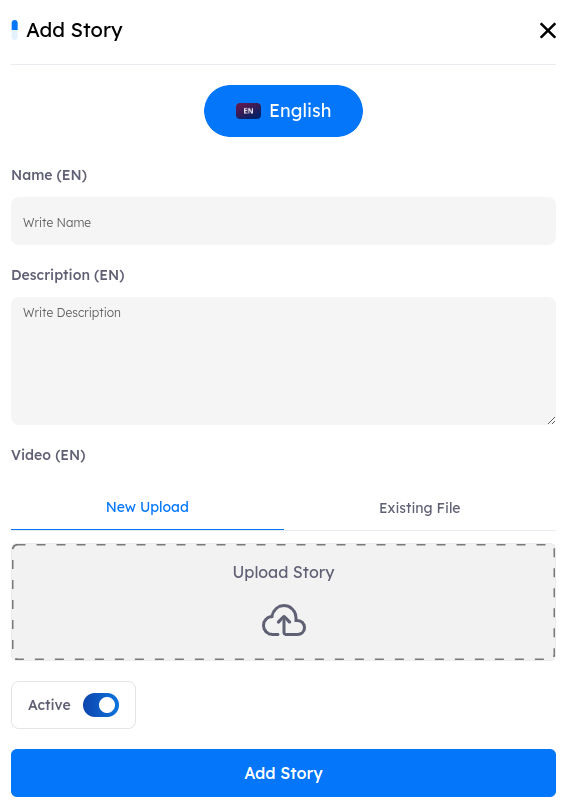 Add Story
EN English
Name (EN)
Write Name
Description (EN)
Write Description
Video (EN)
New Upload Existing File
Upload Story
Active
Add Story